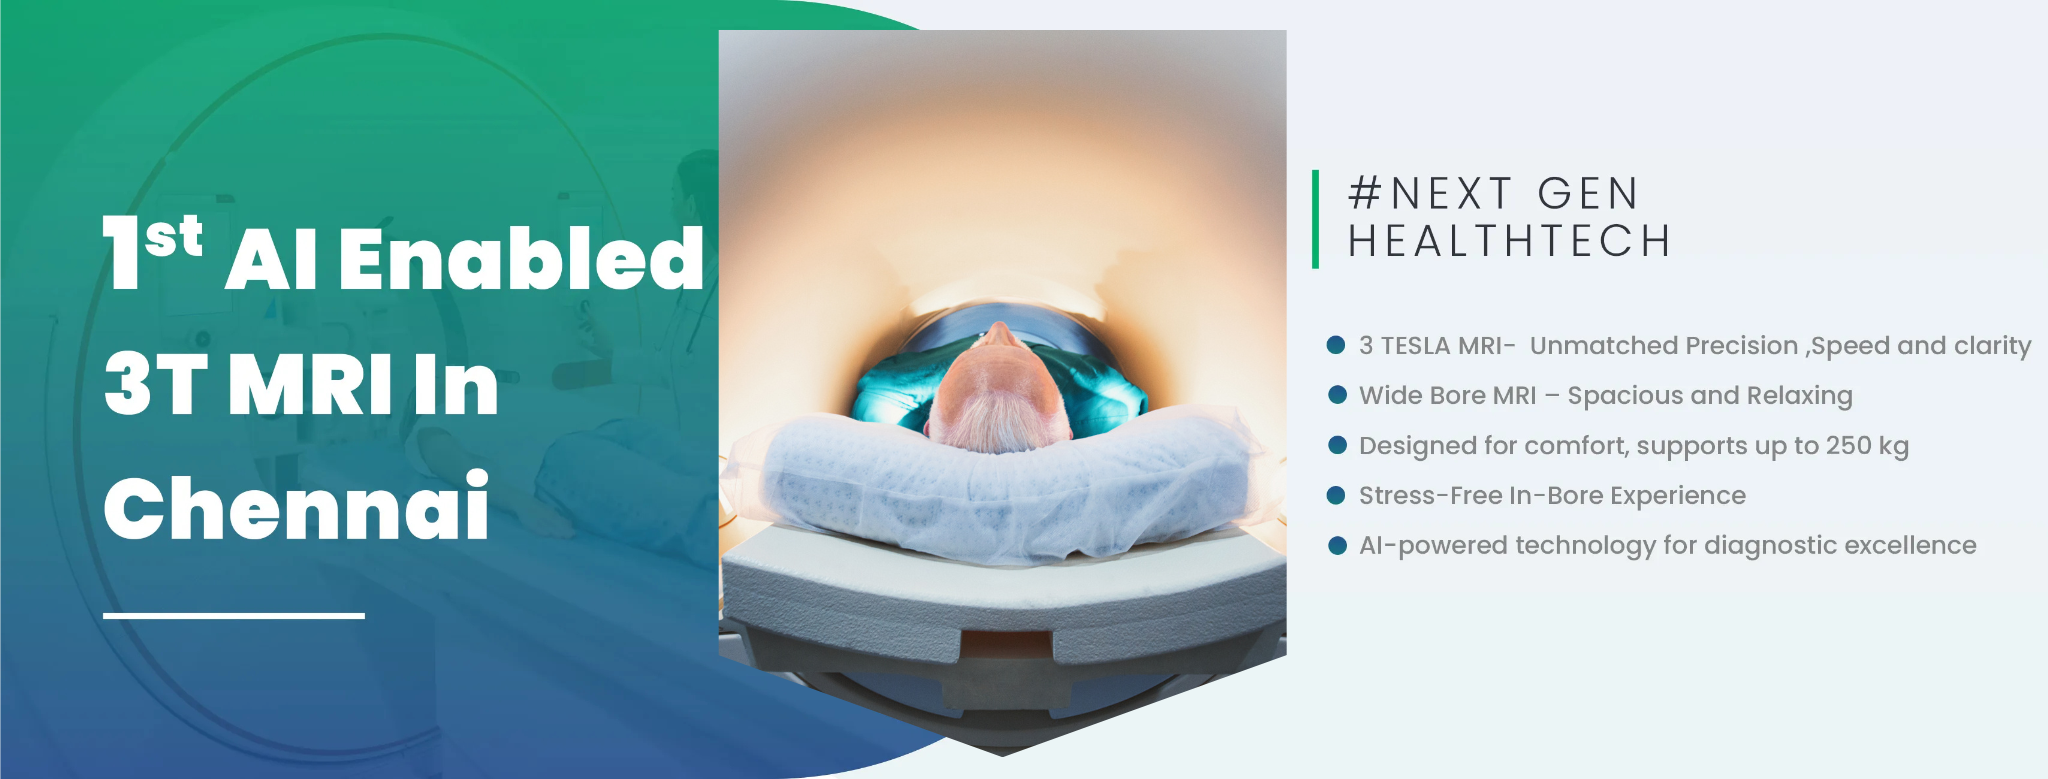 1st AI Enabled
3T MRI In
Chennai
#NEXT GEN
HEALTHTECH
3 TESLA MRI-  Unmatched Precision ,Speed and clarity
Wide Bore MRI – Spacious and Relaxing
Designed for comfort, supports up to 250 kg
Stress-Free In-Bore Experience
AI-powered technology for diagnostic excellence